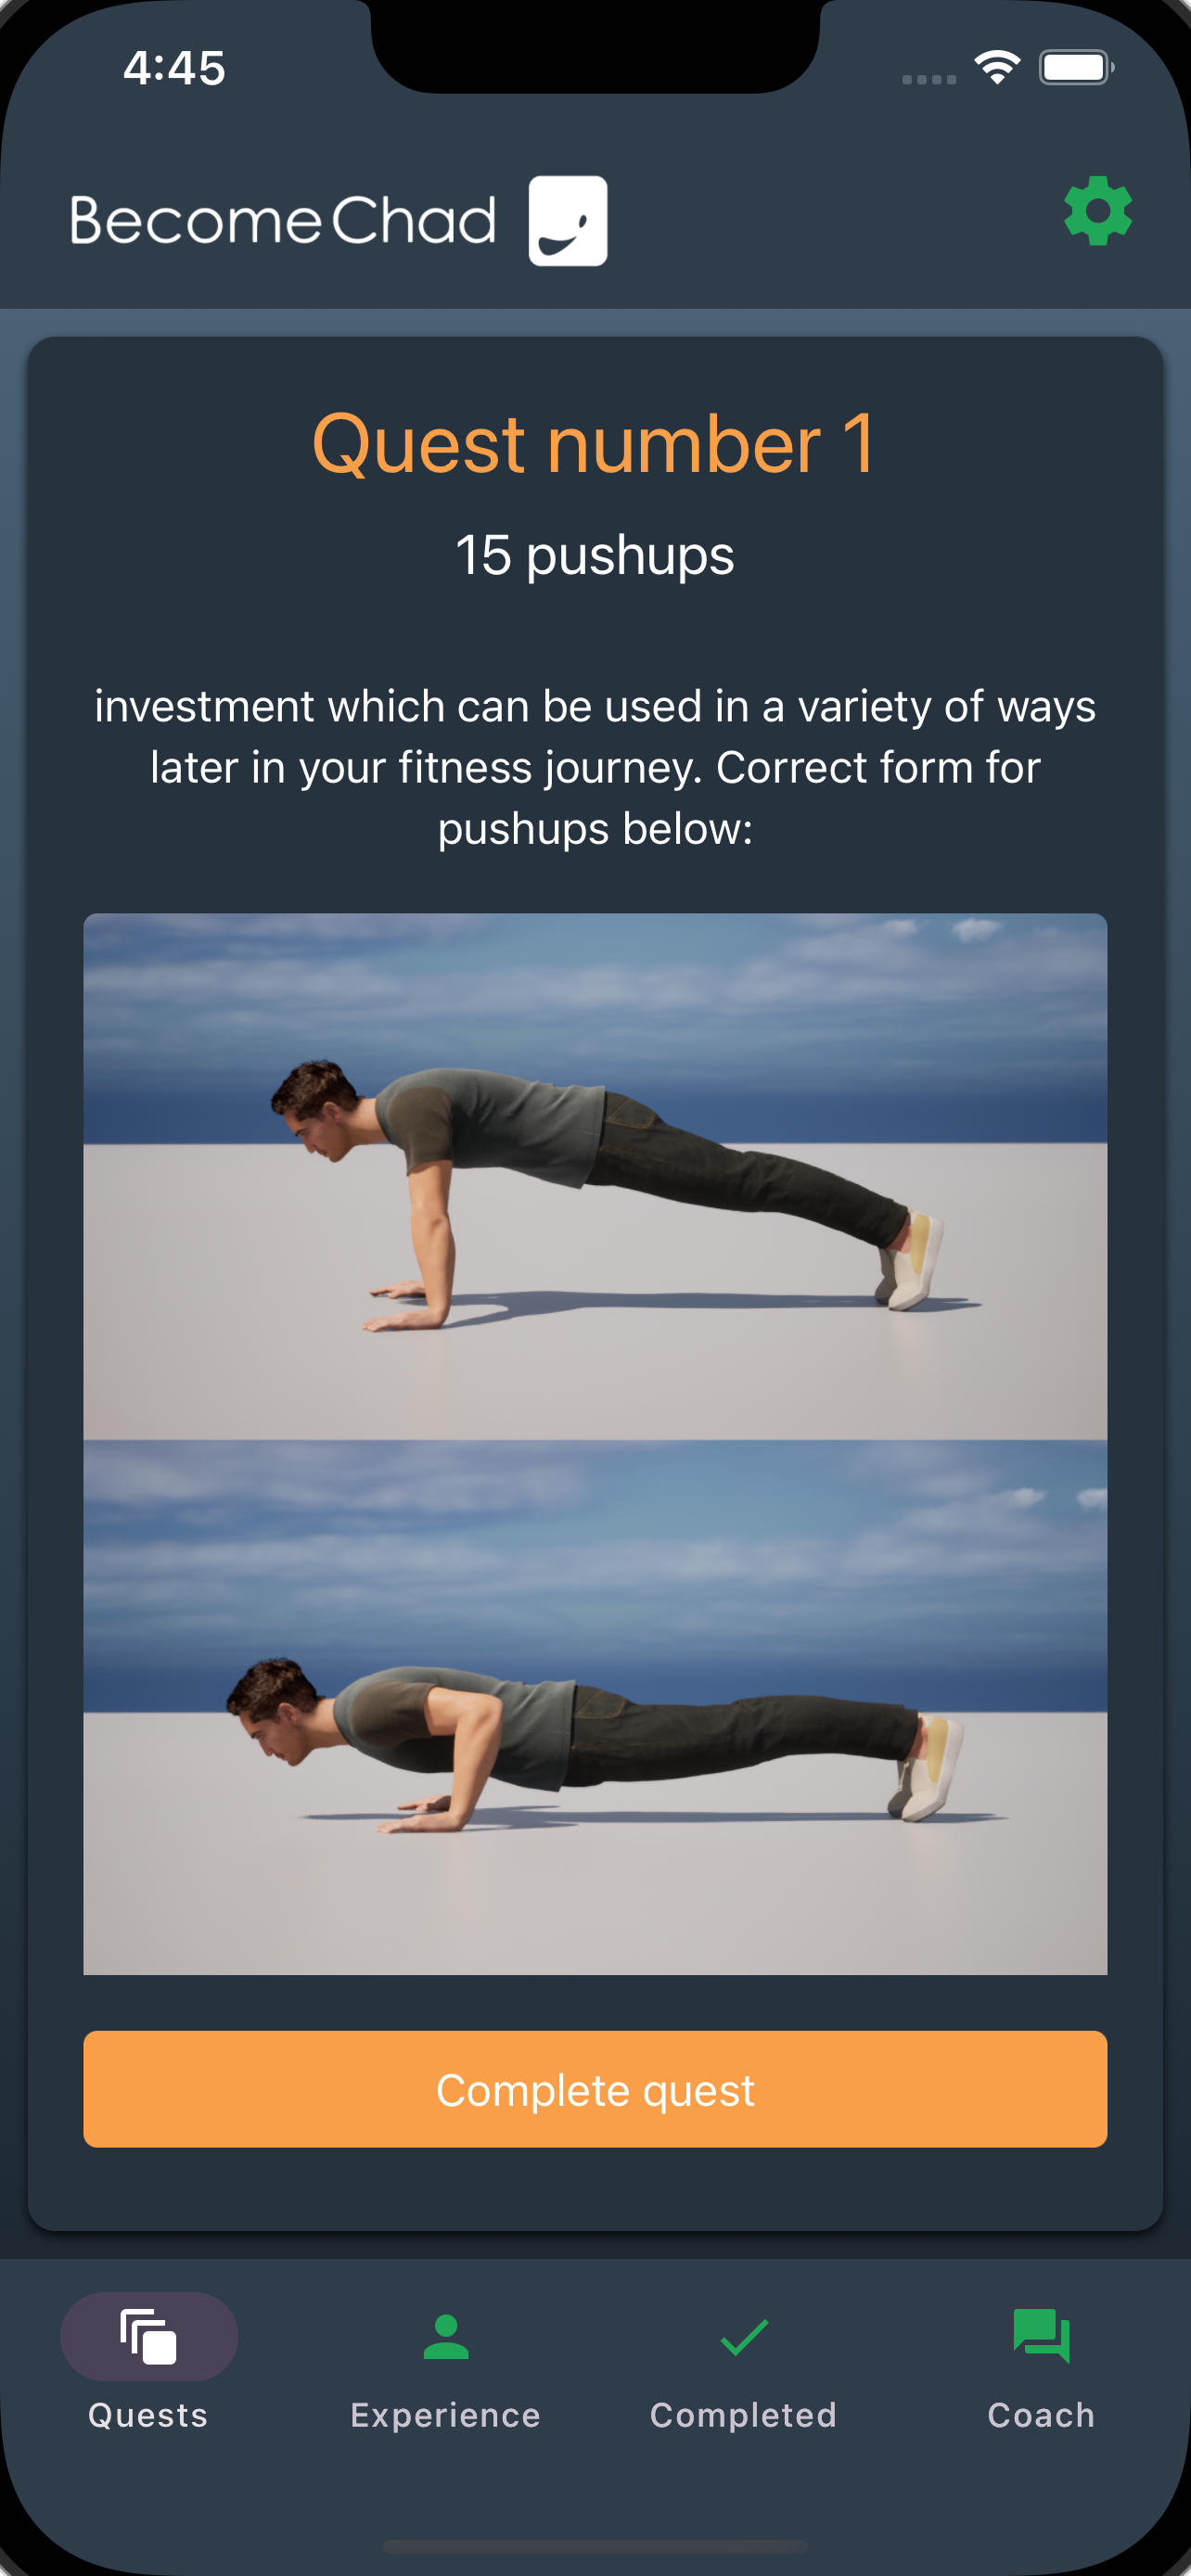 4:45
BecomeChad
Quest number 1
15 pushups
investment which can be used in a variety of ways
later in your fitness journey. Correct form for
pushups below:
Complete quest
Quests
Experience
Completed
Coach